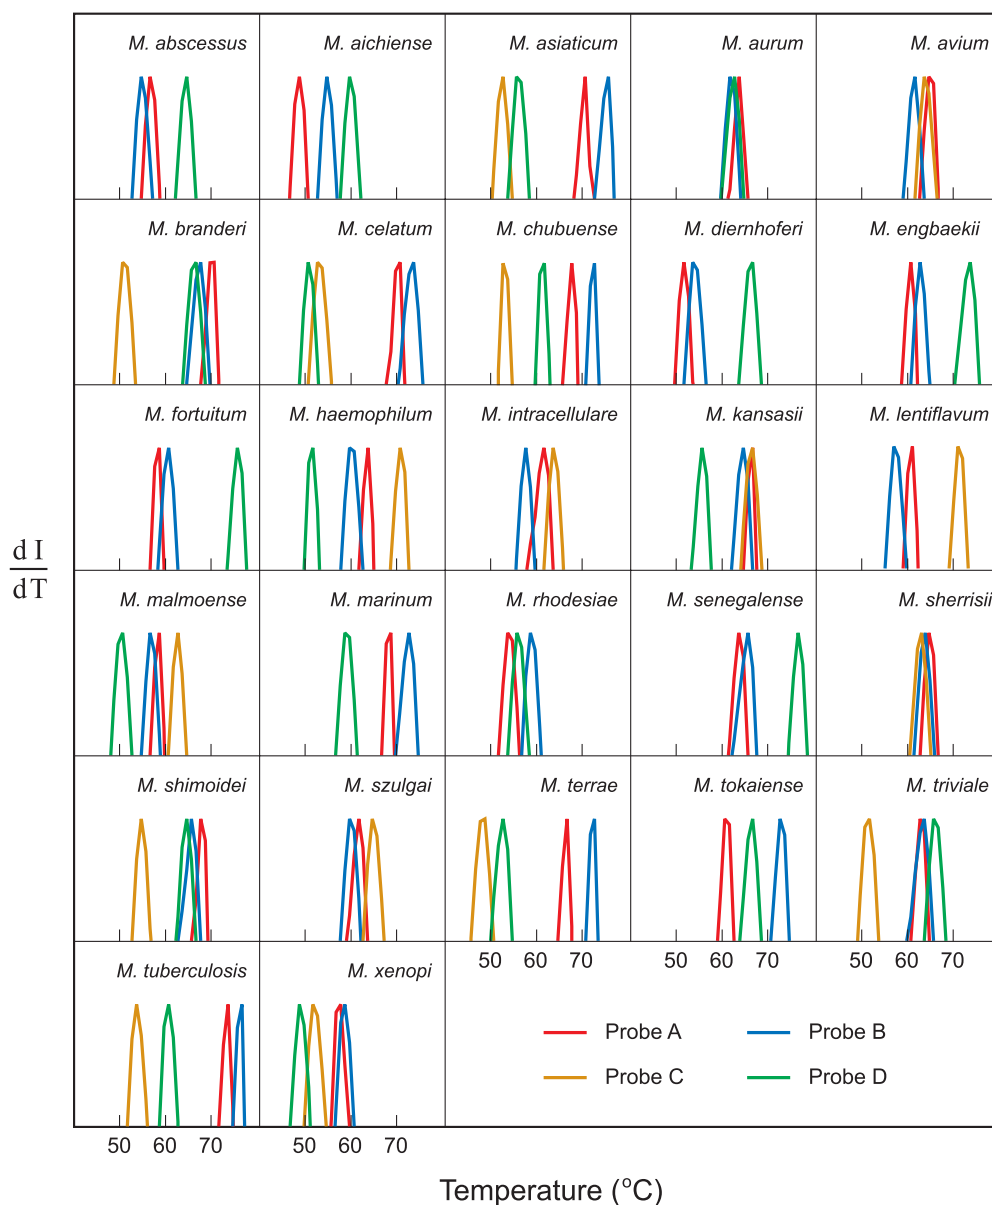 M. abscessus M. aichiense M. asiaticum M. aurum M. avium
M. branderi M. celatum M. chubuense M. diernhoferi M. engbaekii
M. fortuitum M. haemophilum M. intracellulare M. kansasii M. lentiflavum
dI
dT
M. malmoense M. marinum M. rhodesiae M. senegalense M. sherrisii
M. shimoidei M. szulgai M. terrae M. tokaiense M. triviale
50 60 70 50 60 70 50 60 70
M. tuberculosis M. xenopi
Probe A Probe B
Probe C Probe D
50 60 70 50 60 70
Temperature (°C)